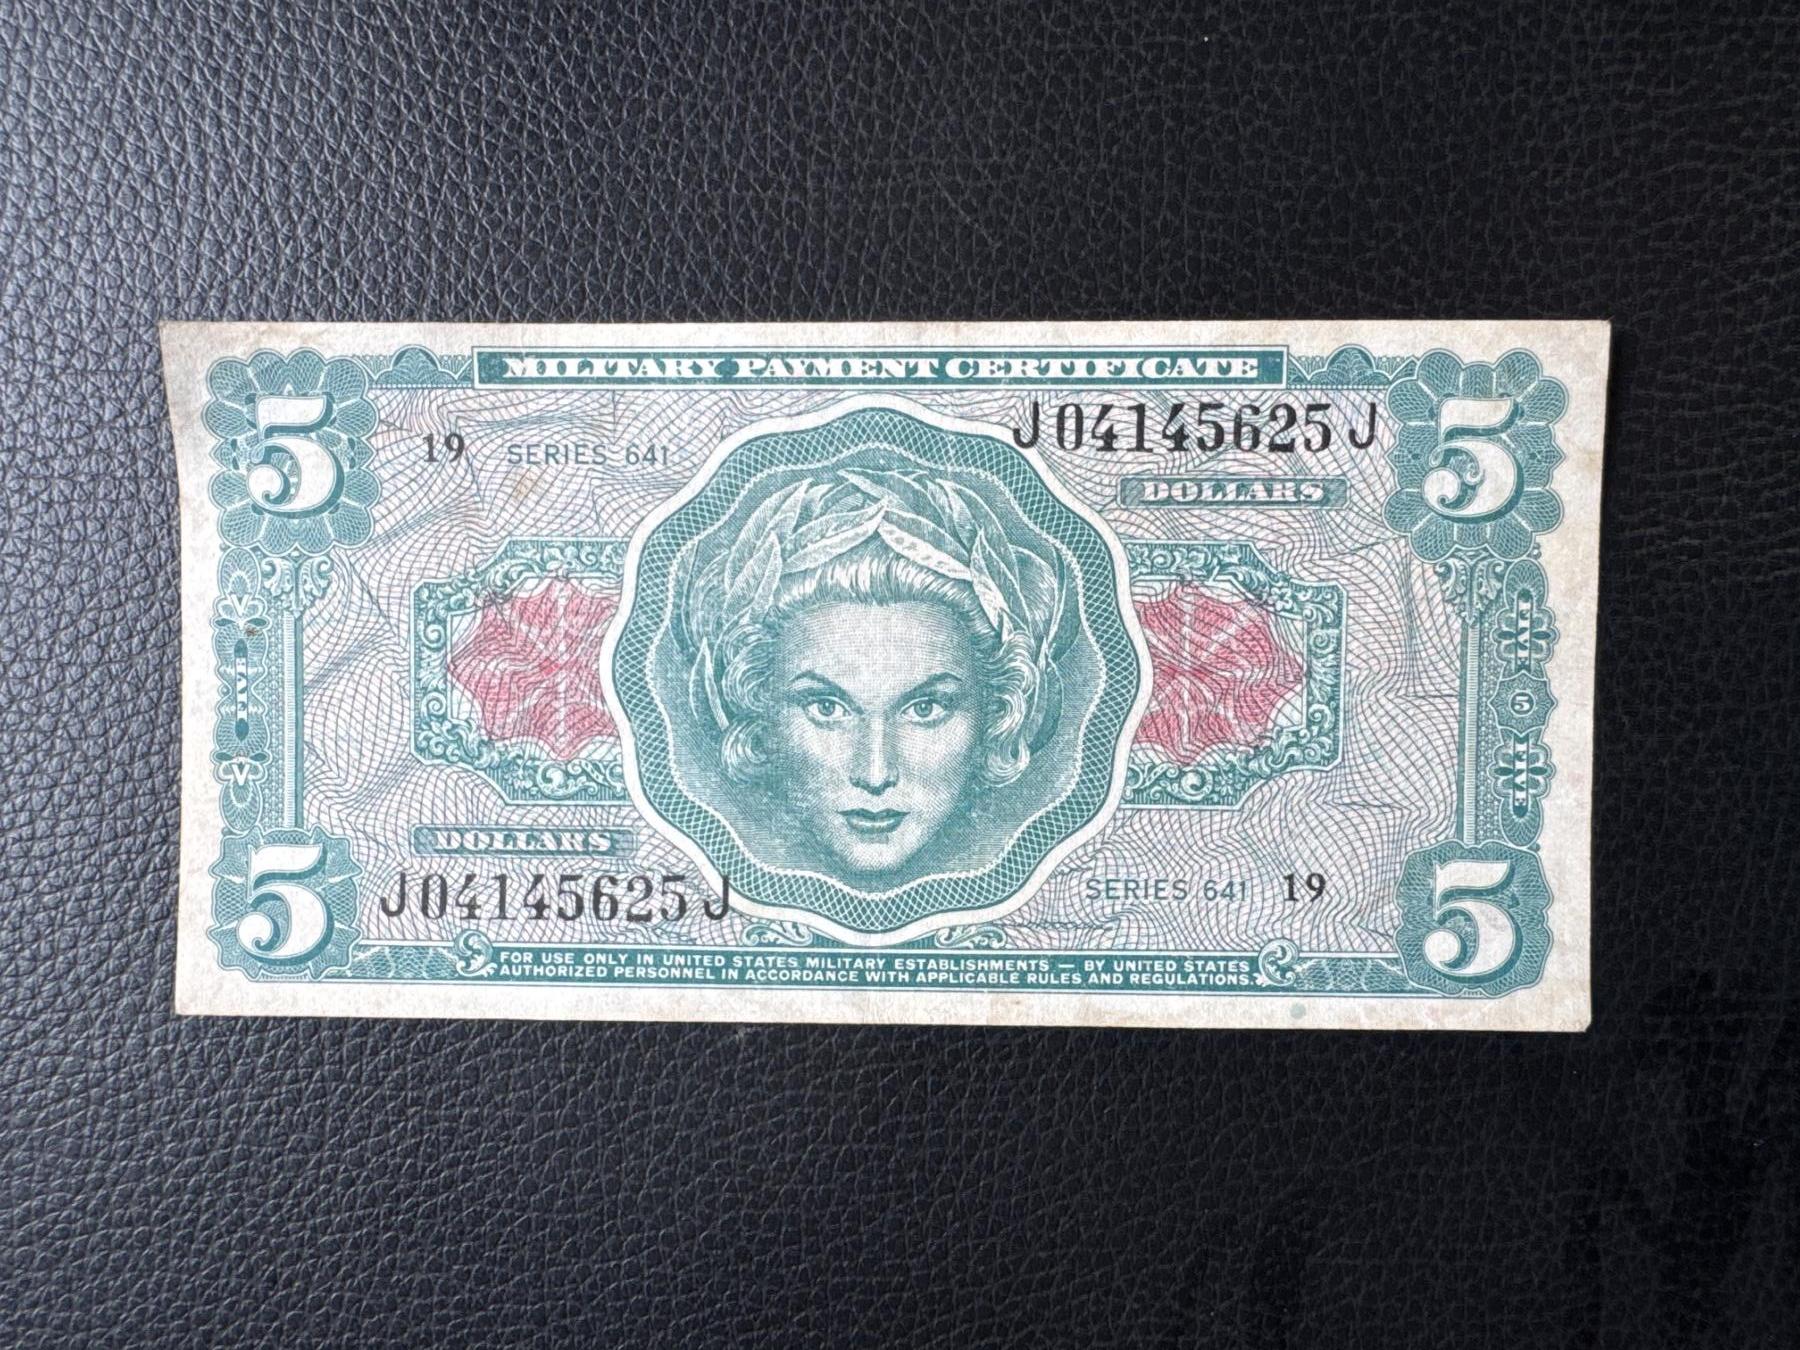 MILITARY PAYMENT CERTIFICATE
5
19 SERIES 641
J04145625J
5
DOLLARS
V
FIVE
V
FIVE
5
FIVE
DOLLARS
5
J04145625J
SERIES 641 19
5
FOR USE ONLY IN UNITED STATES MILITARY ESTABLISHMENTS — BY UNITED STATES
AUTHORIZED PERSONNEL IN ACCORDANCE WITH APPLICABLE RULES AND REGULATIONS.